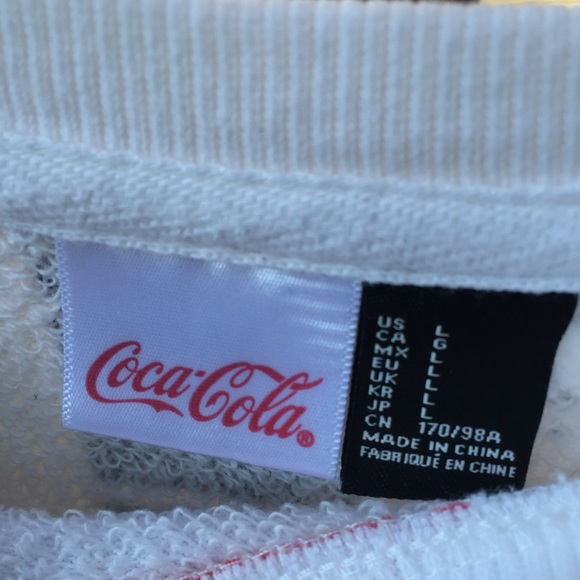 Coca-Cola®
US L
CA G
MX L
EU L
UK L
KR L
JP L
CN 170/98A
MADE IN CHINA
FABRIQUÉ EN CHINE